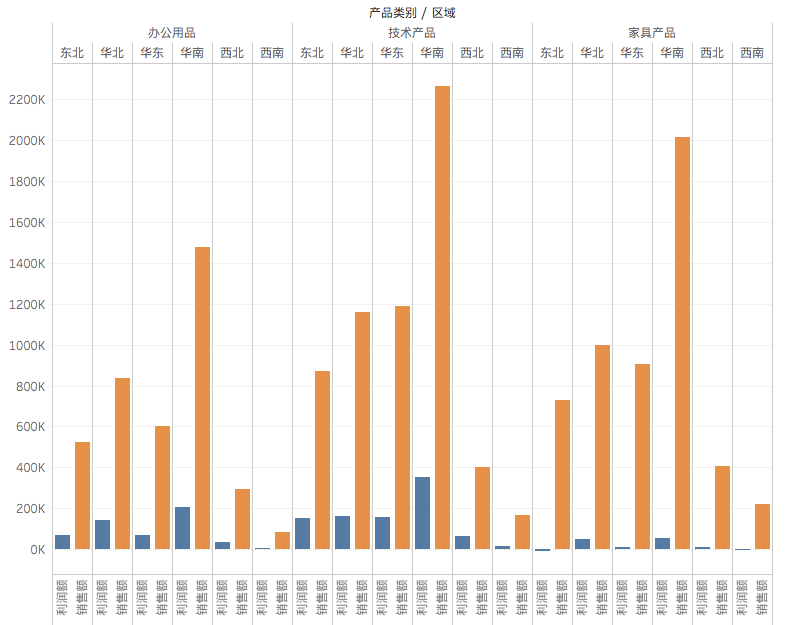 产品类别 / 区域
办公用品 技术产品 家具产品
东北 华北 华东 华南 西北 西南 东北 华北 华东 华南 西北 西南 东北 华北 华东 华南 西北 西南
2200K
2000K
1800K
1600K
1400K
1200K
1000K
800K
600K
400K
200K
0K
利润额 销售额 利润额 销售额 利润额 销售额 利润额 销售额 利润额 销售额 利润额 销售额 利润额 销售额 利润额 销售额 利润额 销售额 利润额 销售额 利润额 销售额 利润额 销售额 利润额 销售额 利润额 销售额 利润额 销售额 利润额 销售额 利润额 销售额 利润额 销售额